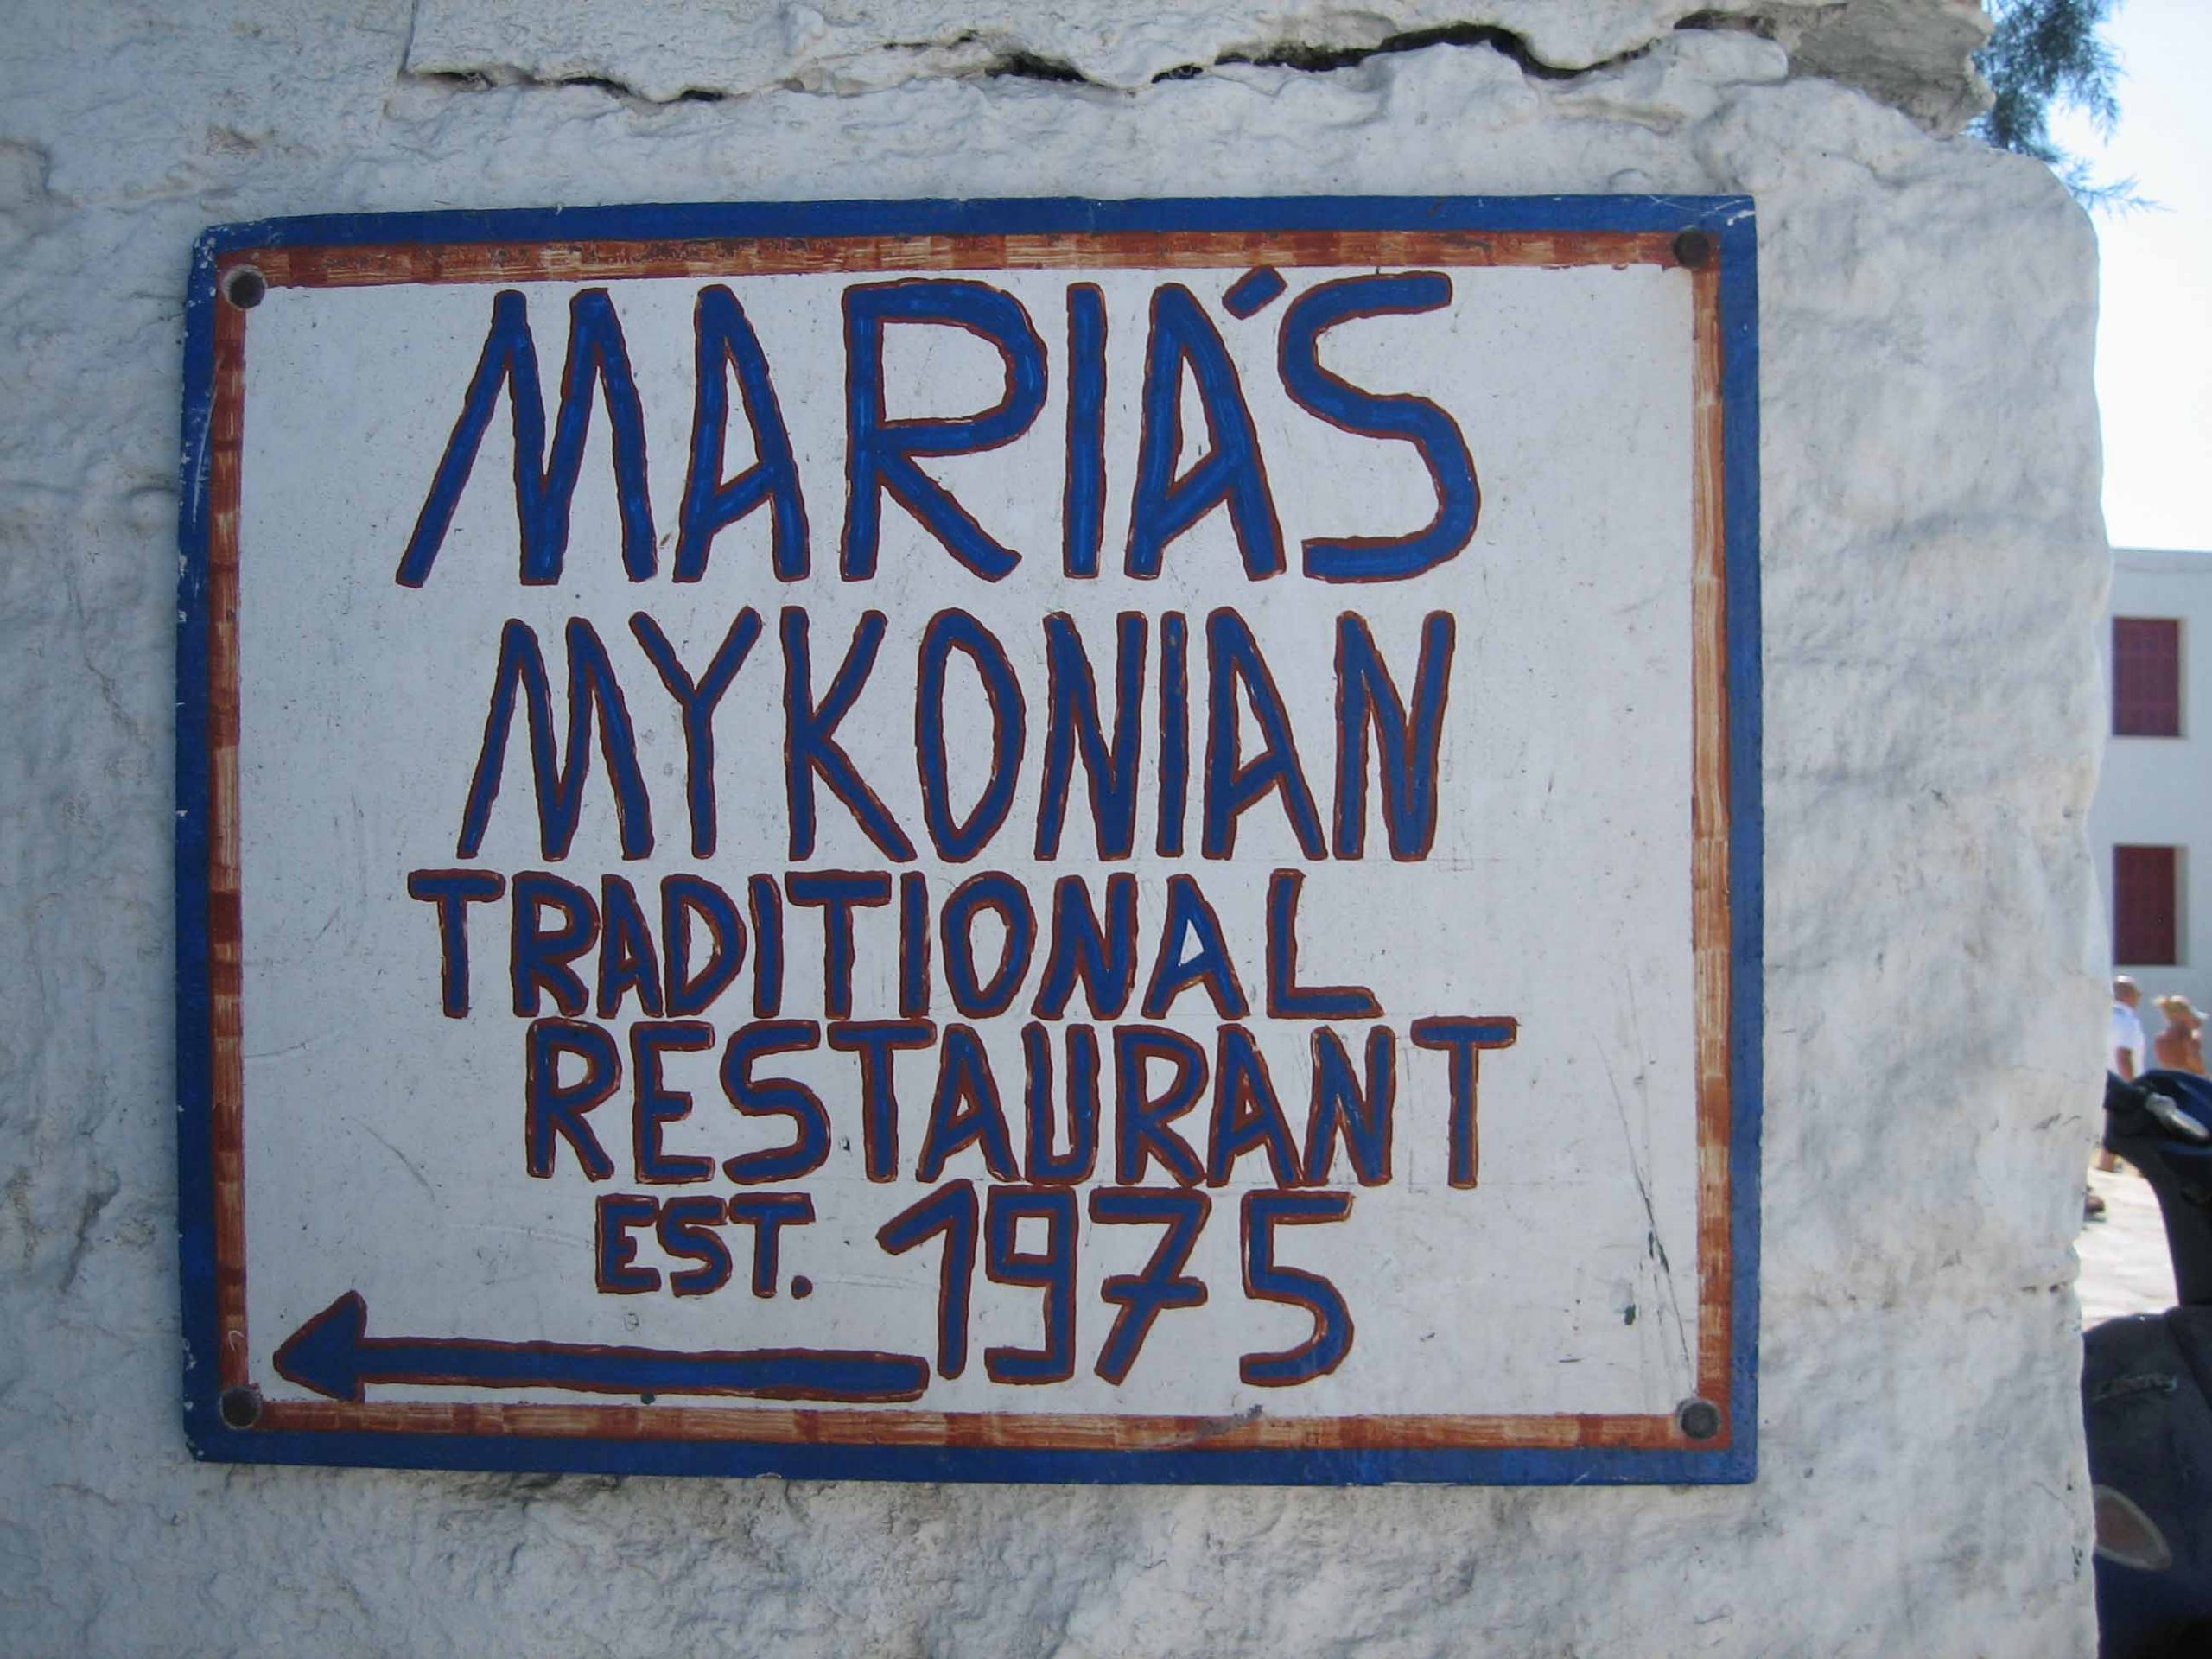 MARIA'S
MYKONIAN
TRADITIONAL
RESTAURANT
EST. 1975